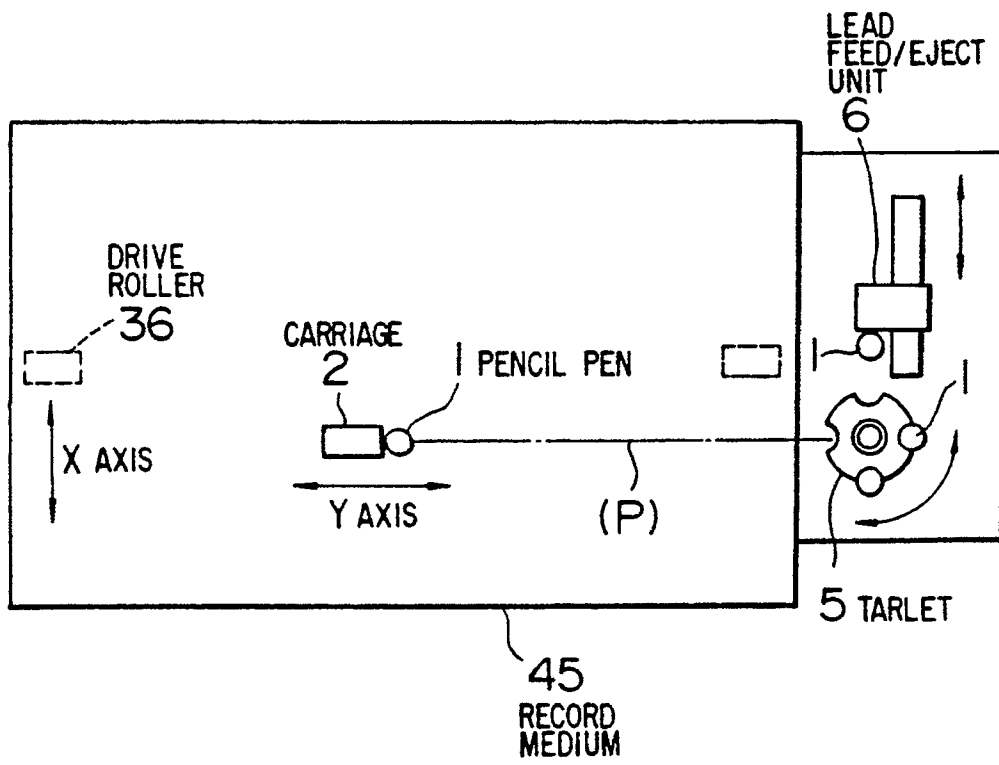 LEAD
FEED/EJECT
UNIT
6
DRIVE
ROLLER
36
CARRIAGE
2
1 PENCIL PEN
1
1
X AXIS
Y AXIS
(P)
5 TARLET
45
RECORD
MEDIUM